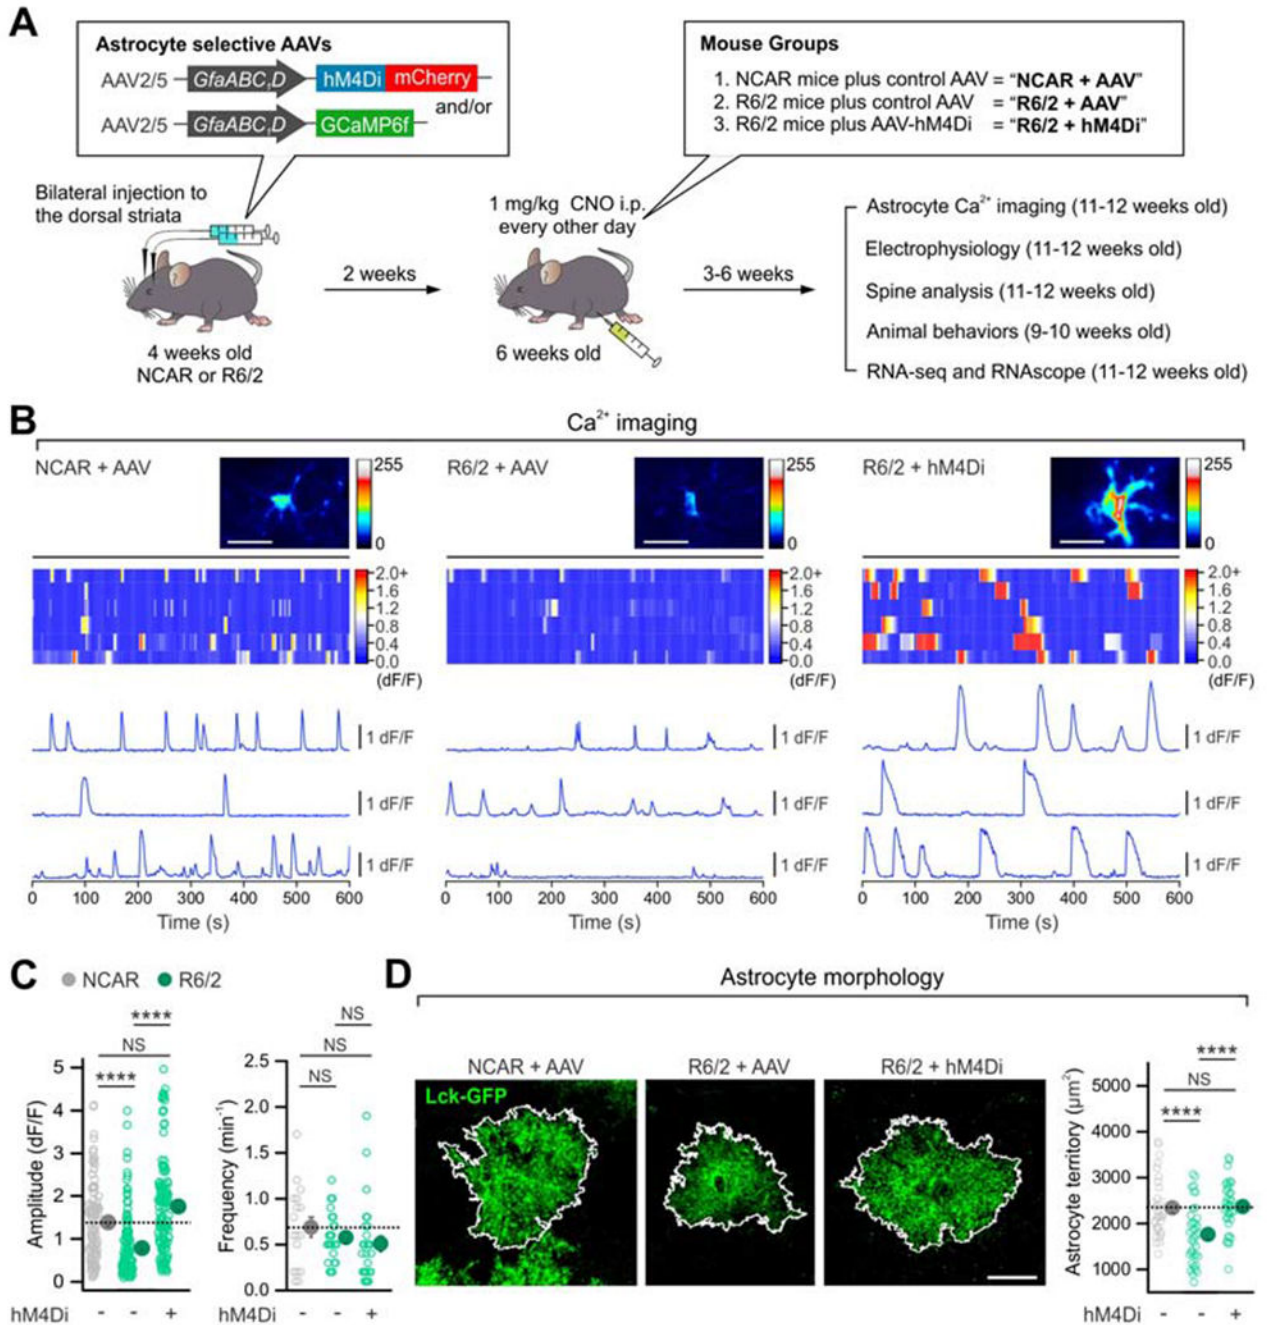 A
Astrocyte selective AAVs
AAV2/5 GfaABC₁D hM4Di mCherry
and/or
AAV2/5 GfaABC₁D GCaMP6f
Mouse Groups
1. NCAR mice plus control AAV = “NCAR + AAV”
2. R6/2 mice plus control AAV = “R6/2 + AAV”
3. R6/2 mice plus AAV-hM4Di = “R6/2 + hM4Di”
Bilateral injection to
the dorsal striata
4 weeks old
NCAR or R6/2
2 weeks
1 mg/kg CNO i.p.
every other day
6 weeks old
3-6 weeks
Astrocyte Ca²⁺ imaging (11-12 weeks old)
Electrophysiology (11-12 weeks old)
Spine analysis (11-12 weeks old)
Animal behaviors (9-10 weeks old)
RNA-seq and RNAscope (11-12 weeks old)
B
Ca²⁺ imaging
NCAR + AAV
255
0
2.0+
1.6
1.2
0.8
0.4
0.0
(dF/F)
1 dF/F
1 dF/F
1 dF/F
0 100 200 300 400 500 600
Time (s)
R6/2 + AAV
255
0
2.0+
1.6
1.2
0.8
0.4
0.0
(dF/F)
1 dF/F
1 dF/F
1 dF/F
0 100 200 300 400 500 600
Time (s)
R6/2 + hM4Di
255
0
2.0+
1.6
1.2
0.8
0.4
0.0
(dF/F)
1 dF/F
1 dF/F
1 dF/F
0 100 200 300 400 500 600
Time (s)
C
NCAR R6/2
****
NS
****
Amplitude (dF/F)
5
4
3
2
1
0
hM4Di - - +
NS
NS
NS
Frequency (min⁻¹)
2.5
2.0
1.5
1.0
0.5
0.0
hM4Di - - +
D
Astrocyte morphology
NCAR + AAV
Lck-GFP
R6/2 + AAV
R6/2 + hM4Di
****
NS
****
Astrocyte territory (µm²)
5000
4000
3000
2000
1000
hM4Di - - +